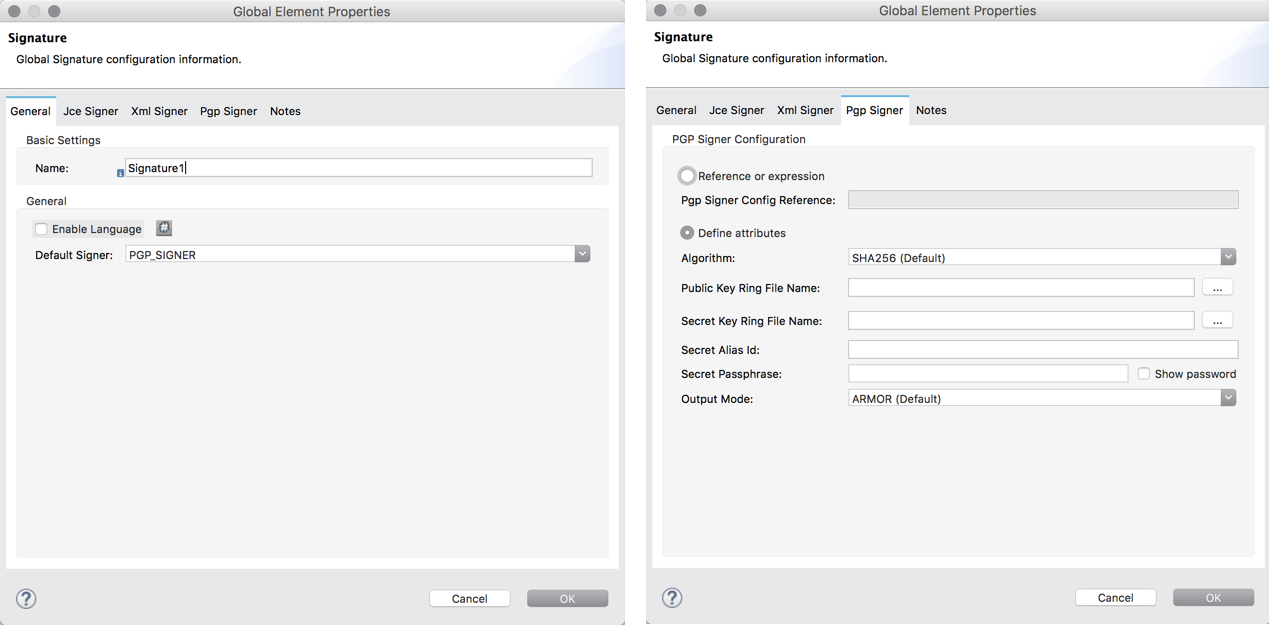 Global Element Properties
Signature
Global Signature configuration information.
General Jce Signer Xml Signer Pgp Signer Notes
Basic Settings
Name: Signature1
General
Enable Language #
Default Signer: PGP_SIGNER
? Cancel OK
Global Element Properties
Signature
Global Signature configuration information.
General Jce Signer Xml Signer Pgp Signer Notes
PGP Signer Configuration
Reference or expression
Pgp Signer Config Reference:
Define attributes
Algorithm: SHA256 (Default)
Public Key Ring File Name: ...
Secret Key Ring File Name: ...
Secret Alias Id:
Secret Passphrase: Show password
Output Mode: ARMOR (Default)
? Cancel OK